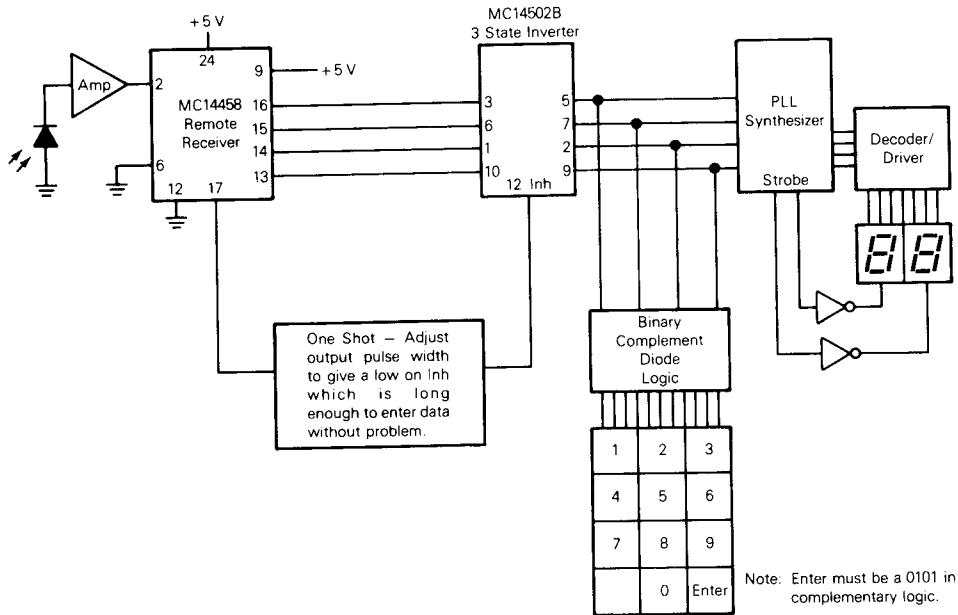 MC14502B
3 State Inverter
+5 V
24
Amp
2
9
+5 V
MC14458
Remote
Receiver
16
15
14
13
6
12
17
3
6
1
10
5
7
2
9
12 Inh
PLL
Synthesizer
Strobe
Decoder/
Driver
8 8
One Shot – Adjust
output pulse width
to give a low on Inh
which is long
enough to enter data
without problem.
Binary
Complement
Diode
Logic
1 2 3
4 5 6
7 8 9
0 Enter
Note: Enter must be a 0101 in
complementary logic.